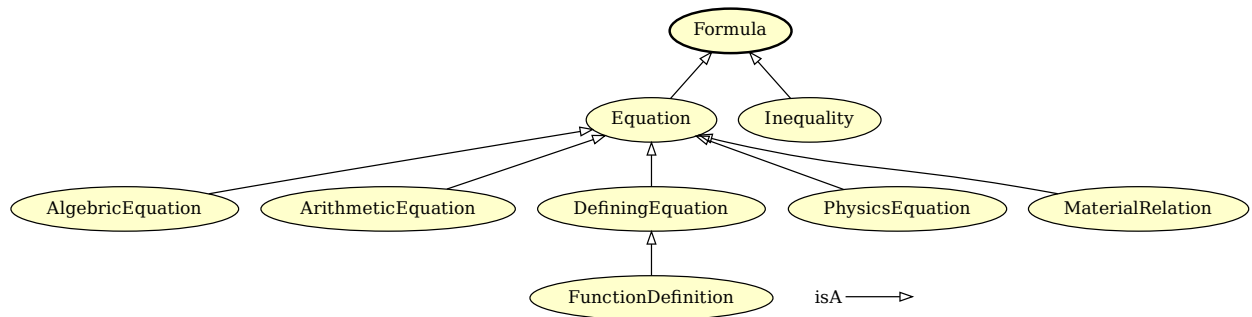 Formula
Equation Inequality
AlgebricEquation ArithmeticEquation DefiningEquation PhysicsEquation MaterialRelation
FunctionDefinition isA